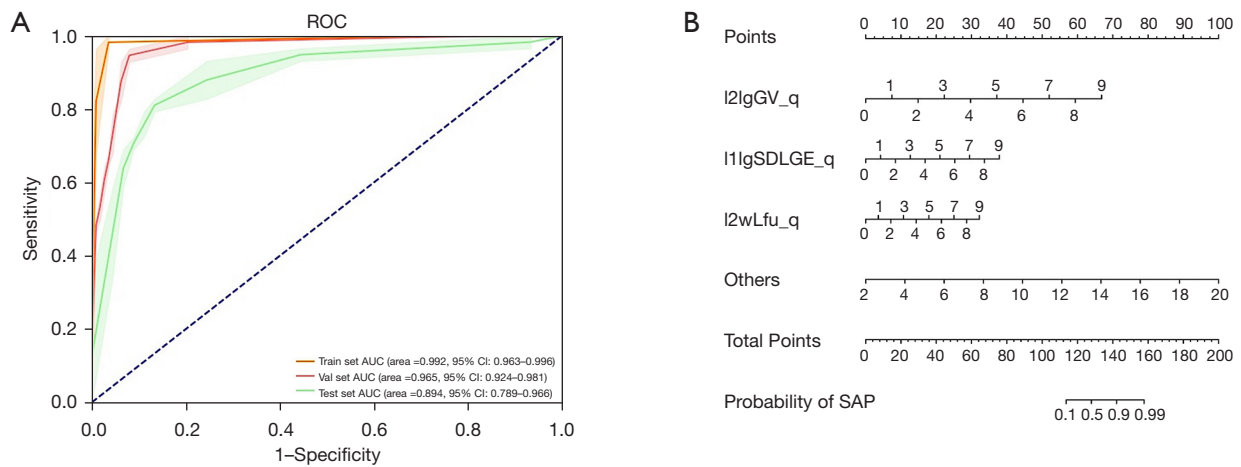 A
ROC
1.0
0.8
0.6
0.4
0.2
0.0
Sensitivity
Train set AUC (area =0.992, 95% CI: 0.963–0.996)
Val set AUC (area =0.965, 95% CI: 0.924–0.981)
Test set AUC (area =0.894, 95% CI: 0.789–0.966)
0.0 0.2 0.4 0.6 0.8 1.0
1–Specificity
B
Points
0 10 20 30 40 50 60 70 80 90 100
l2lgGV_q
1 3 5 7 9
0 2 4 6 8
l1lgSDLGE_q
1 3 5 7 9
0 2 4 6 8
l2wLfu_q
1 3 5 7 9
0 2 4 6 8
Others
2 4 6 8 10 12 14 16 18 20
Total Points
0 20 40 60 80 100 120 140 160 180 200
Probability of SAP
0.1 0.5 0.9 0.99